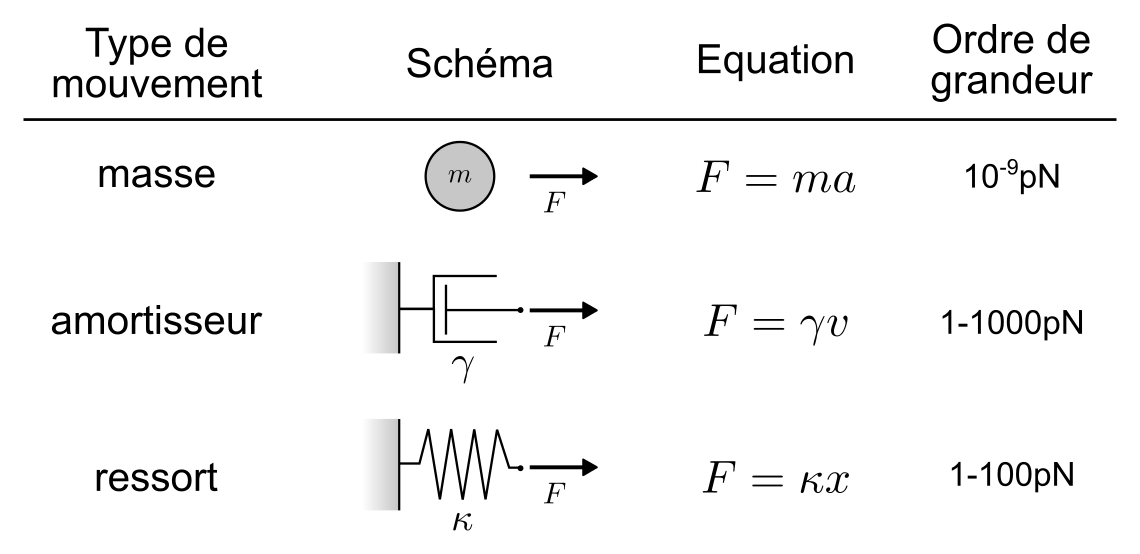 Type de mouvement Schéma Equation Ordre de grandeur
masse m F F = ma 10⁻⁹pN
amortisseur γ F F = γv 1-1000pN
ressort κ F F = κx 1-100pN